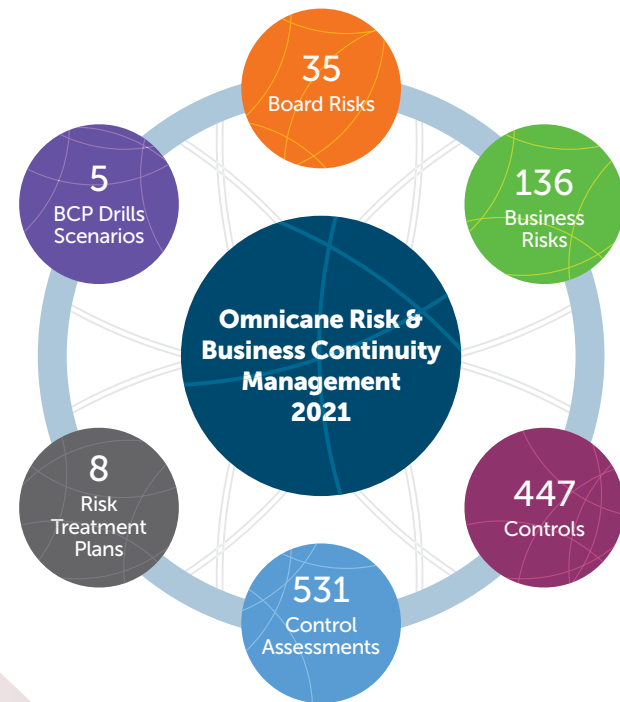 35
Board Risks
136
Business
Risks
447
Controls
531
Control
Assessments
8
Risk
Treatment
Plans
5
BCP Drills
Scenarios
Omnicane Risk &
Business Continuity
Management
2021